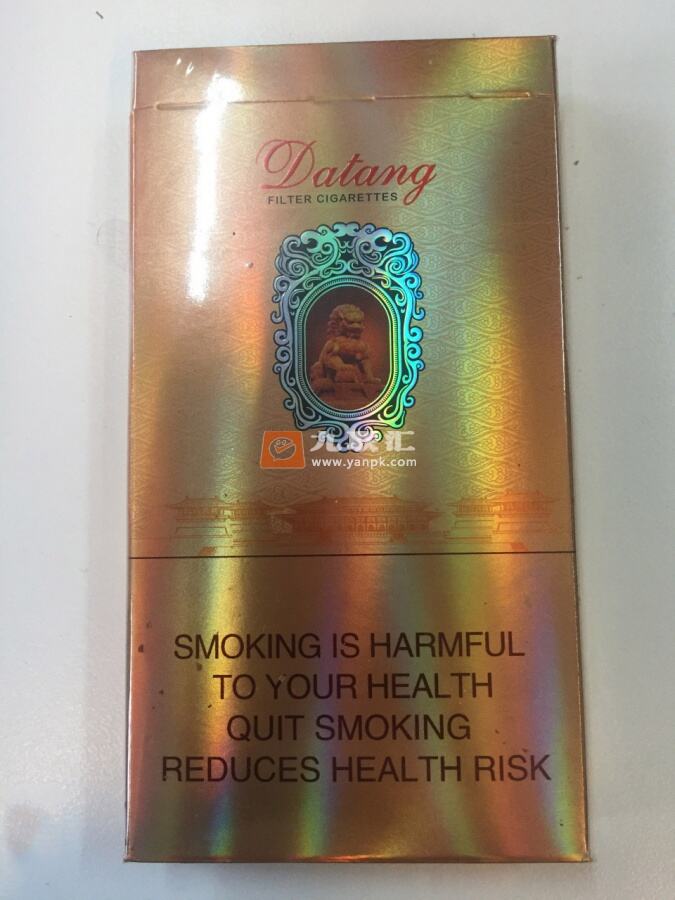 Datang
FILTER CIGARETTES
www.yanpk.com
SMOKING IS HARMFUL
TO YOUR HEALTH
QUIT SMOKING
REDUCES HEALTH RISK